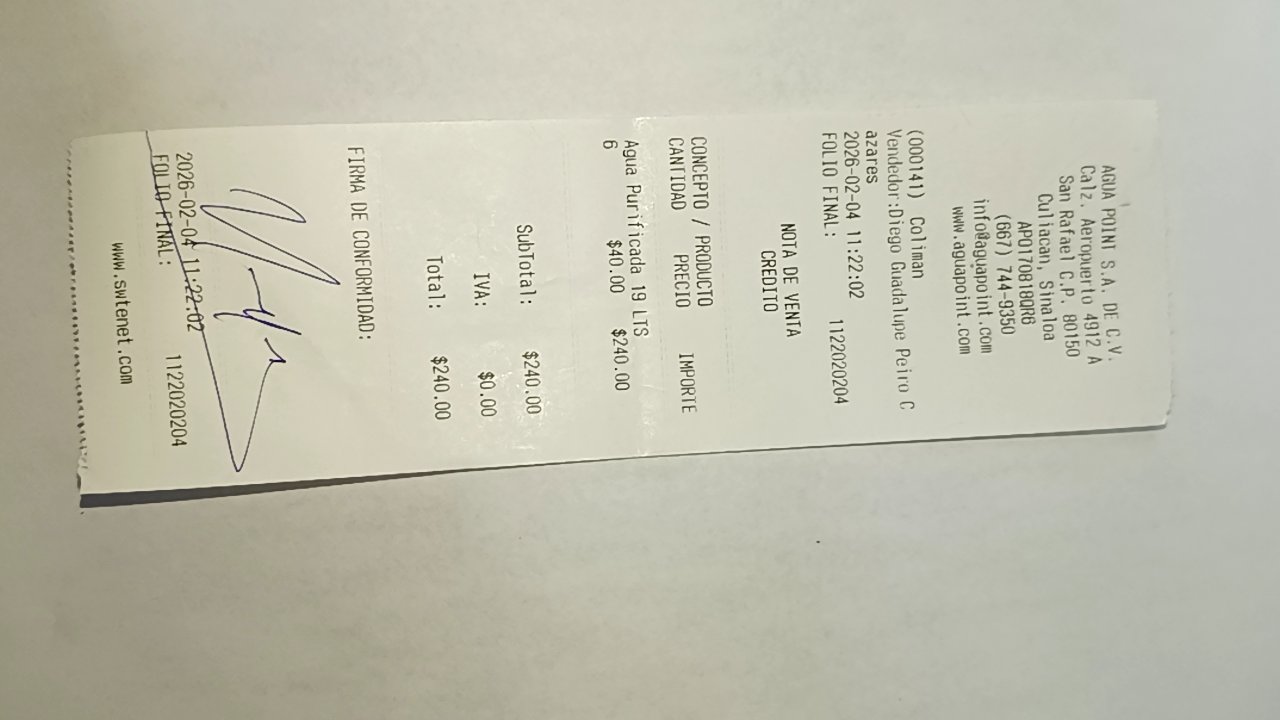 AGUA POINT S.A. DE C.V.
Calz. Aeropuerto 4912 A
San Rafael C.P. 80150
Culiacan, Sinaloa
APO170818QR6
(667) 744-9350
info@aguapoint.com
www.aguapoint.com
(000141) Coliman
Vendedor:Diego Guadalupe Peiro C
azares
2026-02-04 11:22:02
FOLIO FINAL: 1122020204
NOTA DE VENTA
CREDITO
CONCEPTO / PRODUCTO
CANTIDAD PRECIO IMPORTE
Agua Purificada 19 LTS
6 $40.00 $240.00
SubTotal: $240.00
IVA: $0.00
Total: $240.00
FIRMA DE CONFORMIDAD:
2026-02-04 11:22:02
FOLIO FINAL: 1122020204
www.swtenet.com